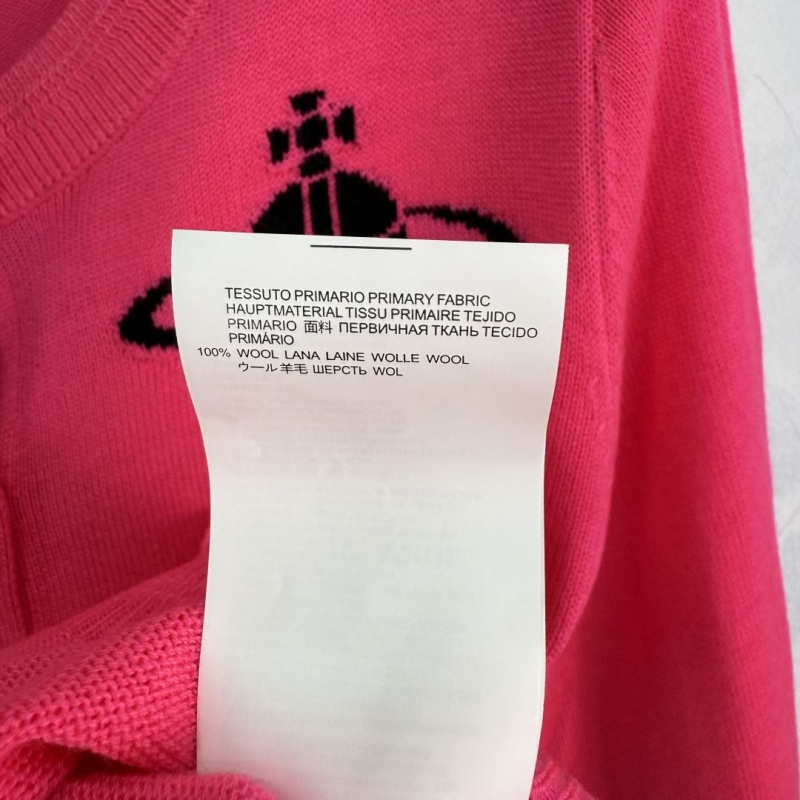 TESSUTO PRIMARIO PRIMARY FABRIC
HAUPTMATERIAL TISSU PRIMAIRE TEJIDO
PRIMARIO 面料 ПЕРВИЧНАЯ ТКАНЬ TECIDO
PRIMÁRIO
100% WOOL LANA LAINE WOLLE WOOL
ウール 羊毛 ШЕРСТЬ WOL